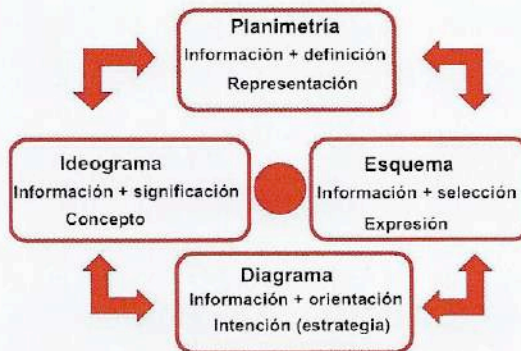 Planimetría
Información + definición
Representación
Ideograma
Información + significación
Concepto
Esquema
Información + selección
Expresión
Diagrama
Información + orientación
Intención (estrategia)